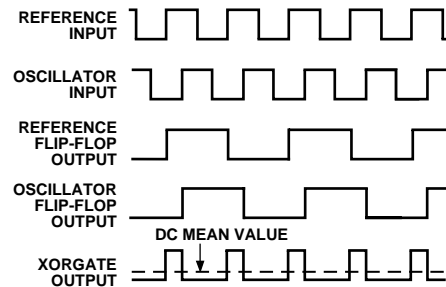 REFERENCE
INPUT
OSCILLATOR
INPUT
REFERENCE
FLIP-FLOP
OUTPUT
OSCILLATOR
FLIP-FLOP
OUTPUT
DC MEAN VALUE
XORGATE
OUTPUT